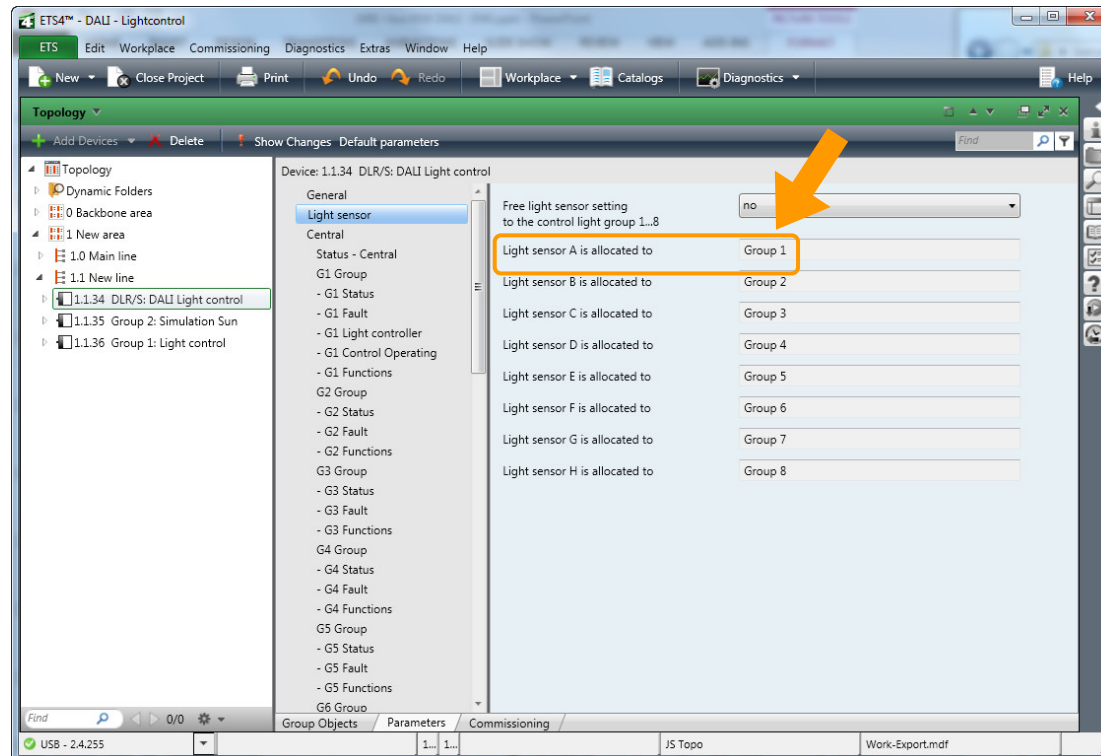 ETS4™ - DALI - Lightcontrol
ETS Edit Workplace Commissioning Diagnostics Extras Window Help
New Close Project Print Undo Redo Workplace Catalogs Diagnostics Help
Topology
Add Devices Delete Show Changes Default parameters Find
Topology
Dynamic Folders
0 Backbone area
1 New area
1.0 Main line
1.1 New line
1.1.34 DLR/S: DALI Light control
1.1.35 Group 2: Simulation Sun
1.1.36 Group 1: Light control
Find 0/0
Device: 1.1.34 DLR/S: DALI Light control
General
Light sensor
Central
Status - Central
G1 Group
- G1 Status
- G1 Fault
- G1 Light controller
- G1 Control Operating
- G1 Functions
G2 Group
- G2 Status
- G2 Fault
- G2 Functions
G3 Group
- G3 Status
- G3 Fault
- G3 Functions
G4 Group
- G4 Status
- G4 Fault
- G4 Functions
G5 Group
- G5 Status
- G5 Fault
- G5 Functions
G6 Group
Free light sensor setting
to the control light group 1...8 no
Light sensor A is allocated to Group 1
Light sensor B is allocated to Group 2
Light sensor C is allocated to Group 3
Light sensor D is allocated to Group 4
Light sensor E is allocated to Group 5
Light sensor F is allocated to Group 6
Light sensor G is allocated to Group 7
Light sensor H is allocated to Group 8
Group Objects Parameters Commissioning
USB - 2.4.255 1... 1... JS Topo Work-Export.mdf